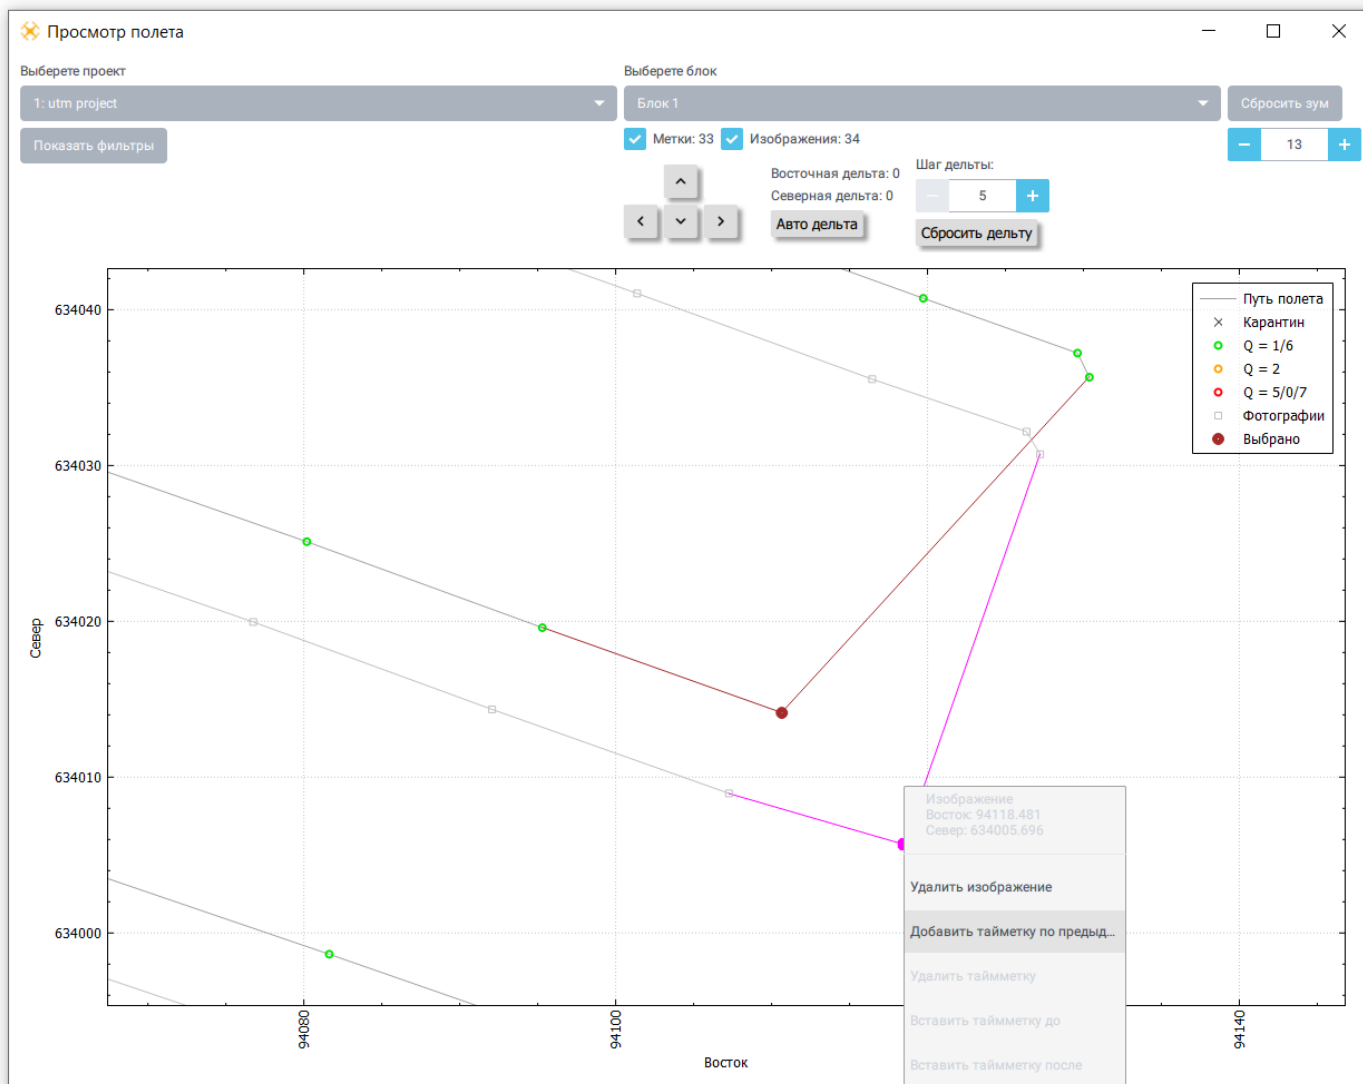 Просмотр полета
Выберете проект
Выберете блок
1: utm project
Блок 1
Сбросить зум
Показать фильтры
Метки: 33
Изображения: 34
13
Восточная дельта: 0
Северная дельта: 0
Авто дельта
Шаг дельты:
5
Сбросить дельту
Путь полета
Карантин
Q = 1/6
Q = 2
Q = 5/0/7
Фотографии
Выбрано
634040
634030
634020
634010
634000
Север
94080
94100
94140
Восток
Изображение
Восток: 94118.481
Север: 634005.696
Удалить изображение
Добавить тайметку по предыд...
Удалить таймметку
Вставить таймметку до
Вставить таймметку после